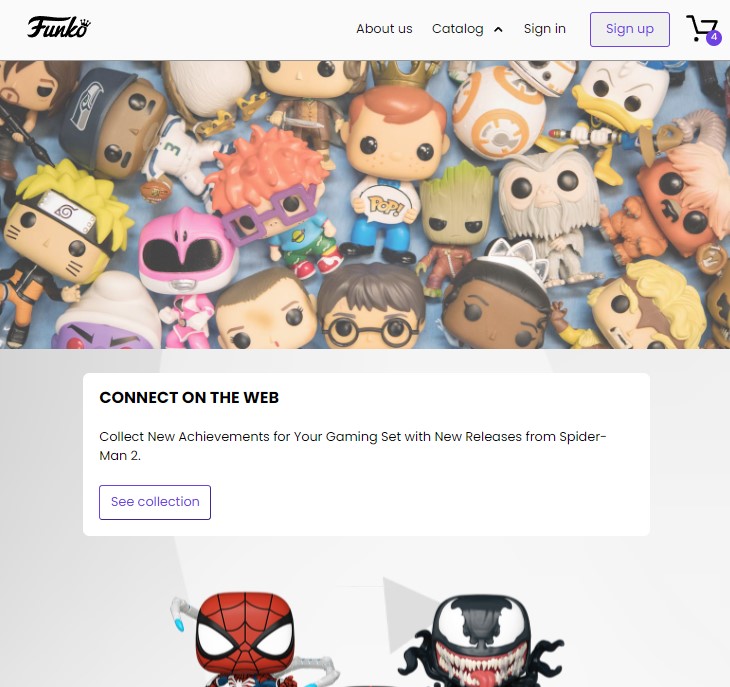 Funko
About us
Catalog
Sign in
Sign up
4
3
POP!
CONNECT ON THE WEB
Collect New Achievements for Your Gaming Set with New Releases from Spider-
Man 2.
See collection